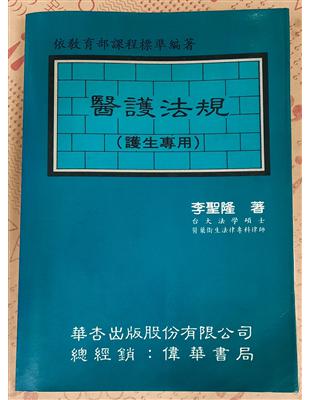 依教育部課程標準編著
醫護法規
(護生專用)
李聖隆 著
台大法學碩士
醫藥衛生法律專科律師
華杏出版股份有限公司
總經銷：偉華書局